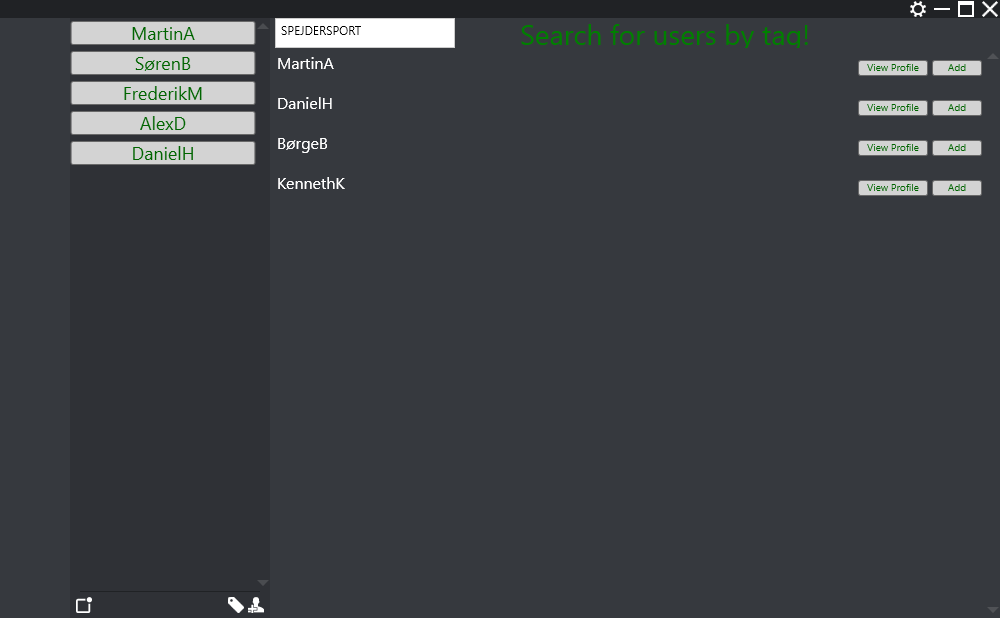 MartinA
SørenB
FrederikM
AlexD
DanielH
SPEJDERSPORT
Search for users by tag!
MartinA View Profile Add
DanielH View Profile Add
BørgeB View Profile Add
KennethK View Profile Add